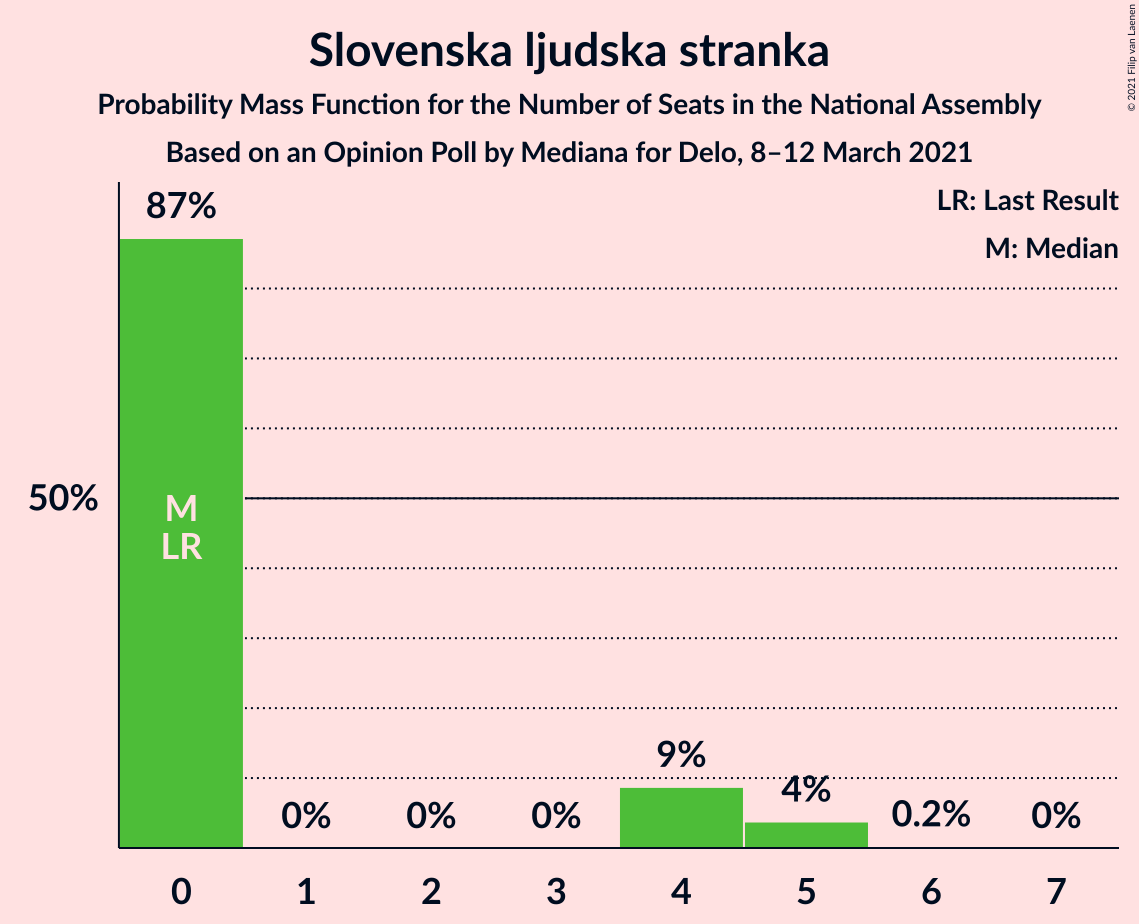 Slovenska ljudska stranka
Probability Mass Function for the Number of Seats in the National Assembly
Based on an Opinion Poll by Mediana for Delo, 8–12 March 2021
© 2021 Filip van Laenen
LR: Last Result
M: Median
87%
50%
M
LR
0%
0%
0%
9%
4%
0.2%
0%
0
1
2
3
4
5
6
7